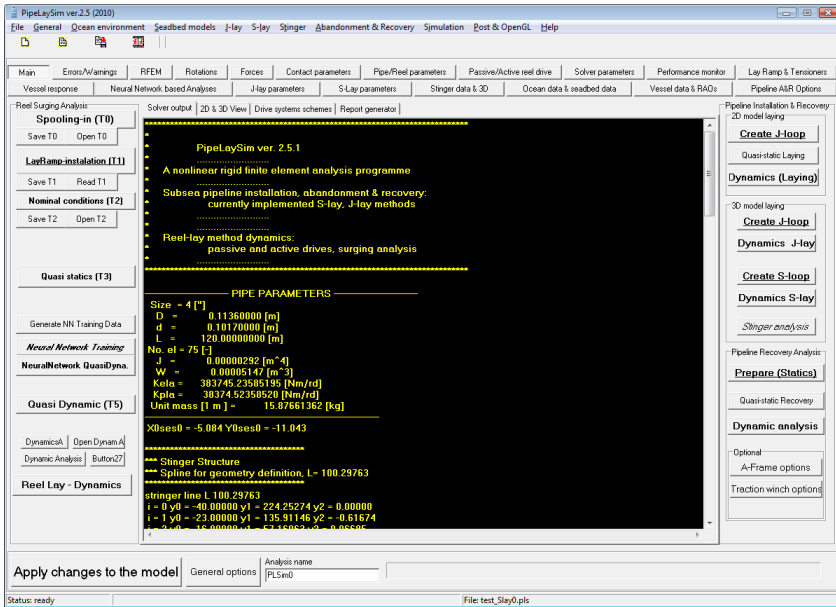 PipeLaySim ver.2.5 (2010)
File General Ocean environment Seadbed models J-lay S-lay Stinger Abandonment & Recovery Simulation Post & OpenGL Help
Main Errors/Warnings RFEM Rotations Forces Contact parameters Pipe/Reel parameters Passive/Active reel drive Solver parameters Performance monitor Lay Ramp & Tensioners
Vessel response Neural Network based Analyses J-lay parameters S-Lay parameters Stinger data & 3D Ocean data & seadbed data Vessel data & RAOs Pipeline A&R Options
Reel Surging Analysis
Spooling-in (T0)
Save T0 Open T0
LayRamp-instalation (T1)
Save T1 Read T1
Nominal conditions (T2)
Save T2 Open T2
Quasi statics (T3)
Generate NN Training Data
Neural Network Training
NeuralNetwork QuasiDyna.
Quasi Dynamic (T5)
DynamicsA Open Dynam A
Dynamic Analysis Button27
Reel Lay - Dynamics
Solver output 2D & 3D View Drive systems schemes Report generator
PipeLaySim ver. 2.5.1
A nonlinear rigid finite element analysis programme
Subsea pipeline installation, abandonment & recovery:
currently implemented S-lay, J-lay methods
Reel-lay method dynamics:
passive and active drives, surging analysis
PIPE PARAMETERS
Size = 4 ["]
D = 0.11360000 [m]
d = 0.10170000 [m]
L = 120.00000000 [m]
No. el = 75 [-]
J = 0.00000292 [m^4]
W = 0.00005147 [m^3]
Kela = 383745.23585195 [Nm/rd]
Kpla = 38374.52358520 [Nm/rd]
Unit mass [1 m ] = 15.87661362 [kg]
X0ses0 = -5.084 Y0ses0 = -11.043
*** Stinger Structure
*** Spline for geometry definition, L= 100.29763
stringer line L 100.29763
i = 0 y0 = -40.00000 y1 = 224.25274 y2 = 0.00000
i = 1 y0 = -23.00000 y1 = 135.91146 y2 = -0.61674
Pipeline Installation & Recovery
2D model laying
Create J-loop
Quasi-static Laying
Dynamics (Laying)
3D model laying
Create J-loop
Dynamics J-lay
Create S-loop
Dynamics S-lay
Stinger analysis
Pipeline Recovery Analysis
Prepare (Statics)
Quasi-static Recovery
Dynamic analysis
Optional
A-Frame options
Traction winch options
Apply changes to the model General options
Analysis name
PLSim0
Status: ready File: test_Slay0.pls